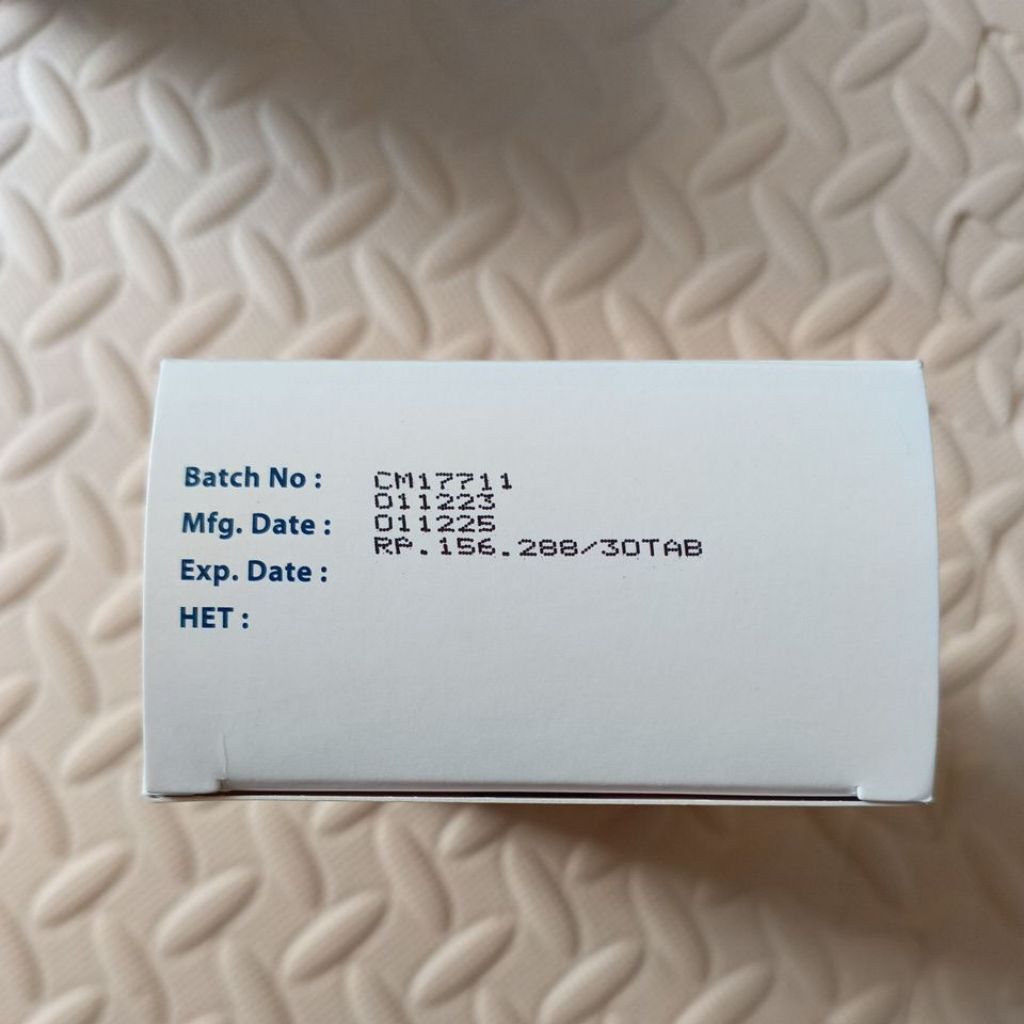 Batch No : CM17711
Mfg. Date : 011223
Exp. Date : 011225
HET : RP.156.288/30TAB